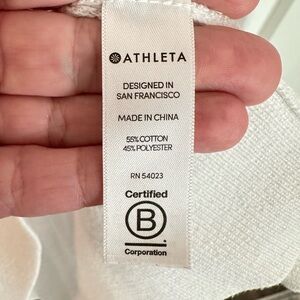 ATHLETA
DESIGNED IN
SAN FRANCISCO
MADE IN CHINA
55% COTTON
45% POLYESTER
RN 54023
Certified
B
Corporation